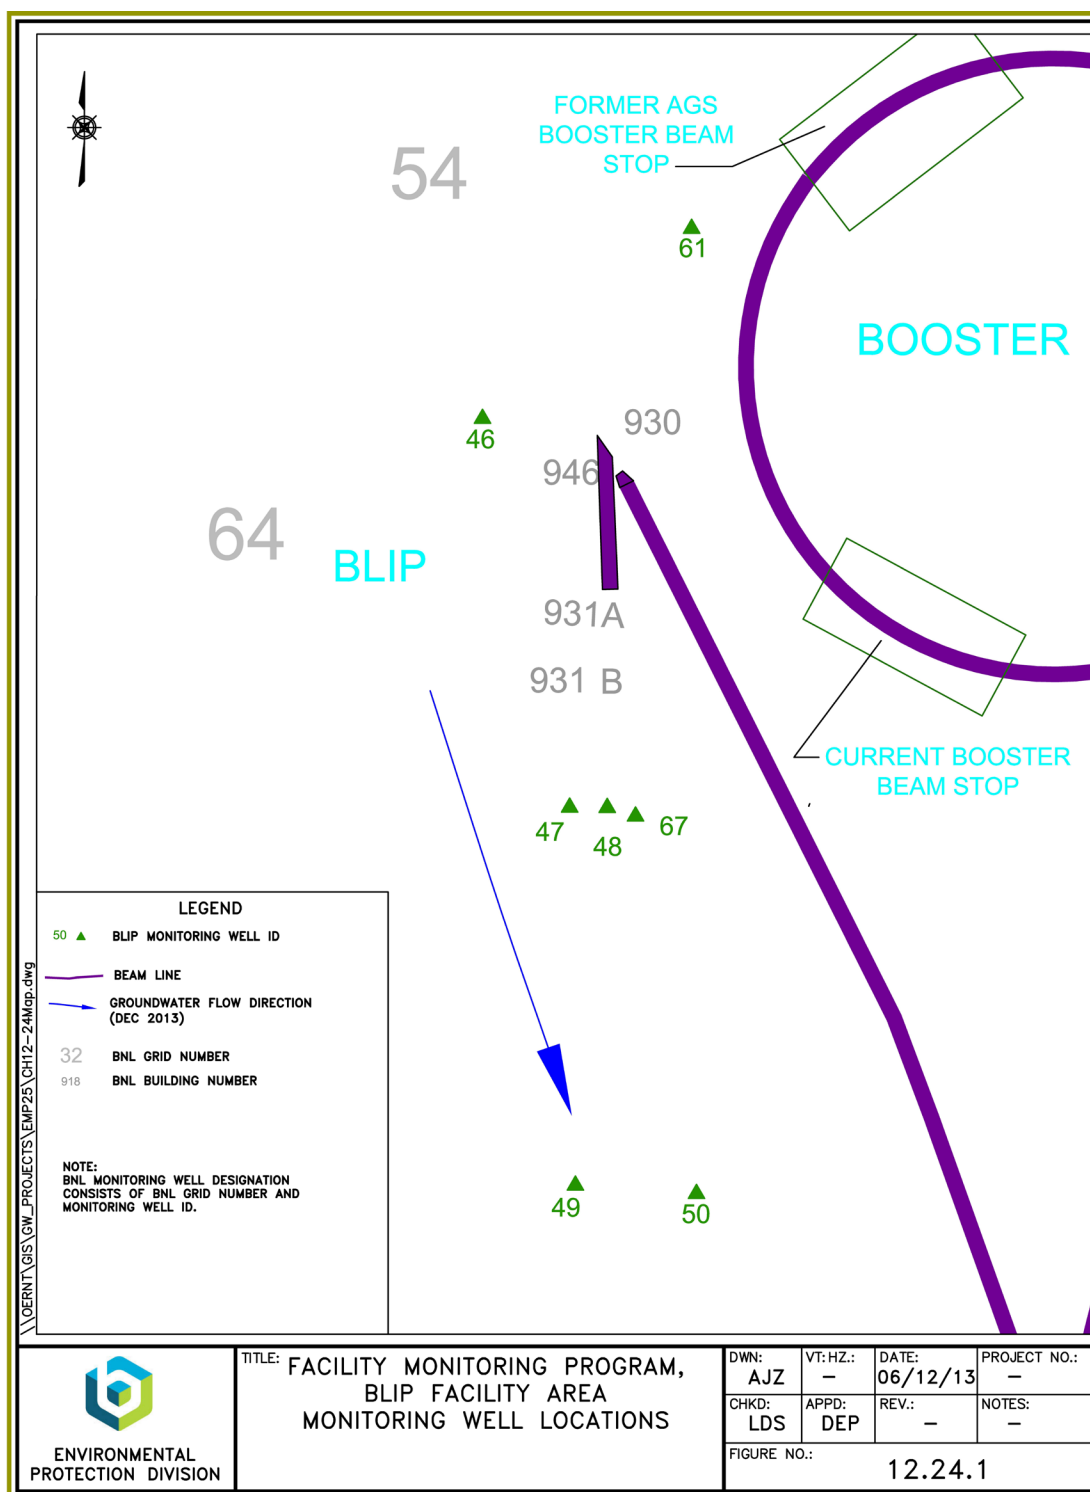 FORMER AGS
BOOSTER BEAM
STOP
54
61
BOOSTER
930
46
946
64
BLIP
931A
931 B
CURRENT BOOSTER
BEAM STOP
47
48
67
LEGEND
50 BLIP MONITORING WELL ID
BEAM LINE
GROUNDWATER FLOW DIRECTION
(DEC 2013)
32 BNL GRID NUMBER
918 BNL BUILDING NUMBER
NOTE:
BNL MONITORING WELL DESIGNATION
CONSISTS OF BNL GRID NUMBER AND
MONITORING WELL ID.
49
50
\\OERNT\GIS\GW_PROJECTS\EMP25\CH12-24Map.dwg
ENVIRONMENTAL
PROTECTION DIVISION
TITLE: FACILITY MONITORING PROGRAM,
BLIP FACILITY AREA
MONITORING WELL LOCATIONS
DWN: VT:HZ.: DATE: PROJECT NO.:
AJZ - 06/12/13 -
CHKD: APPD: REV.: NOTES:
LDS DEP - -
FIGURE NO.:
12.24.1